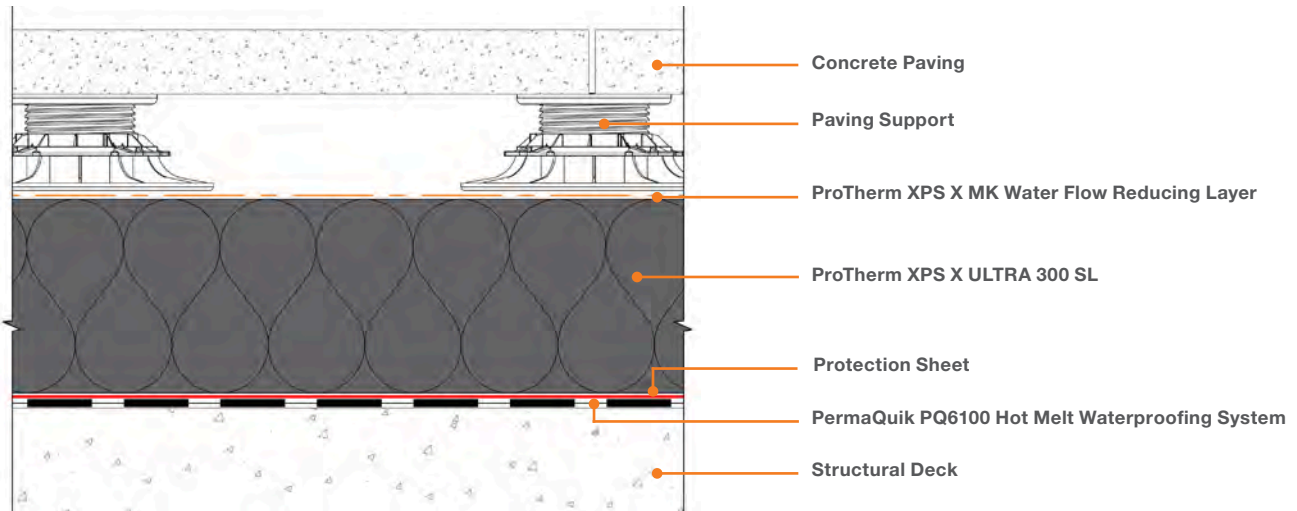 Concrete Paving
Paving Support
ProTherm XPS X MK Water Flow Reducing Layer
ProTherm XPS X ULTRA 300 SL
Protection Sheet
PermaQuik PQ6100 Hot Melt Waterproofing System
Structural Deck